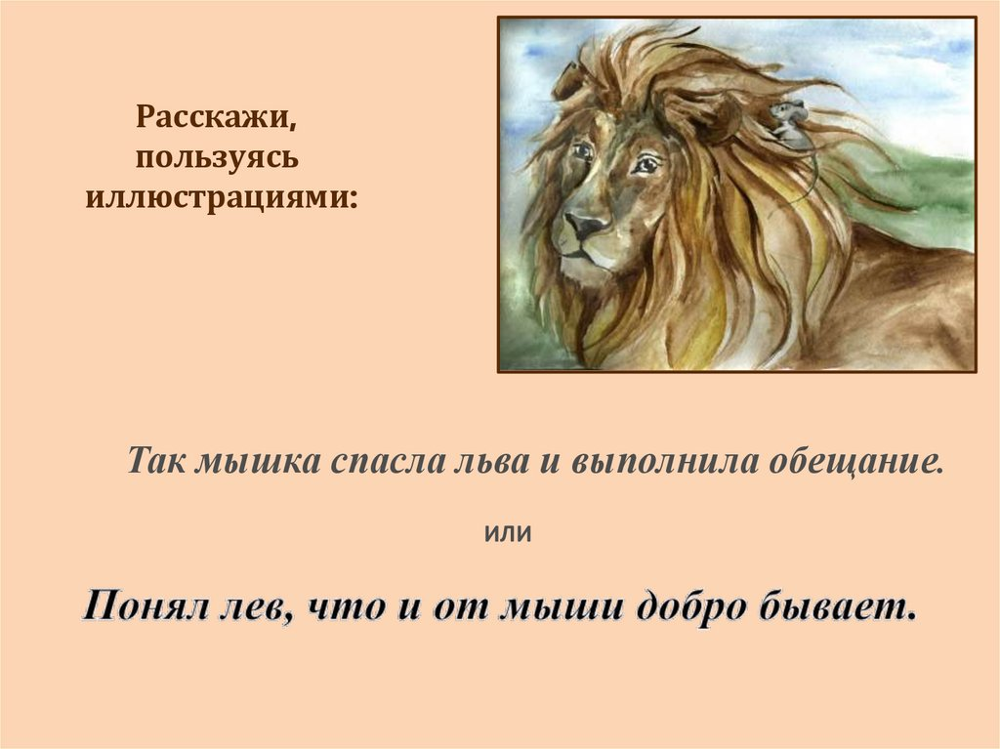 Расскажи,
пользуясь
иллюстрациями:
Так мышка спасла льва и выполнила обещание.
или
Понял лев, что и от мыши добро бывает.